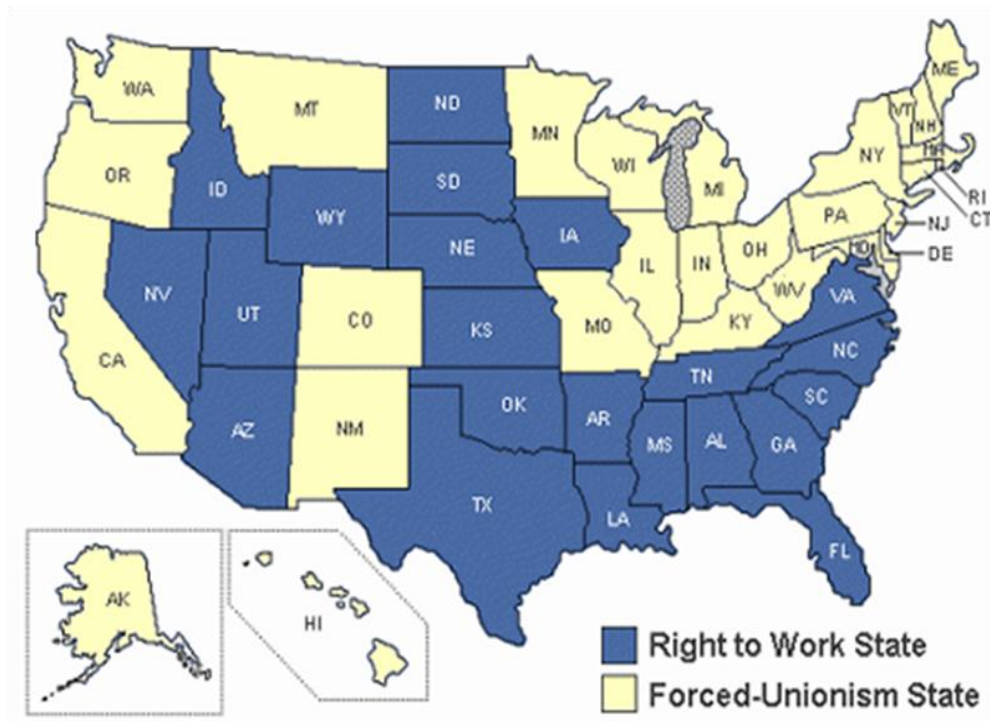 WA
MT
ND
MN
ME
VT
NH
OR
ID
SD
WI
MI
NY
MA
WY
RI
CT
NE
IA
PA
NJ
NV
UT
CO
IL
IN
OH
MD
DE
WV
VA
KS
MO
KY
CA
NC
TN
AZ
NM
OK
AR
SC
MS
AL
GA
TX
LA
FL
AK
HI
Right to Work State
Forced-Unionism State